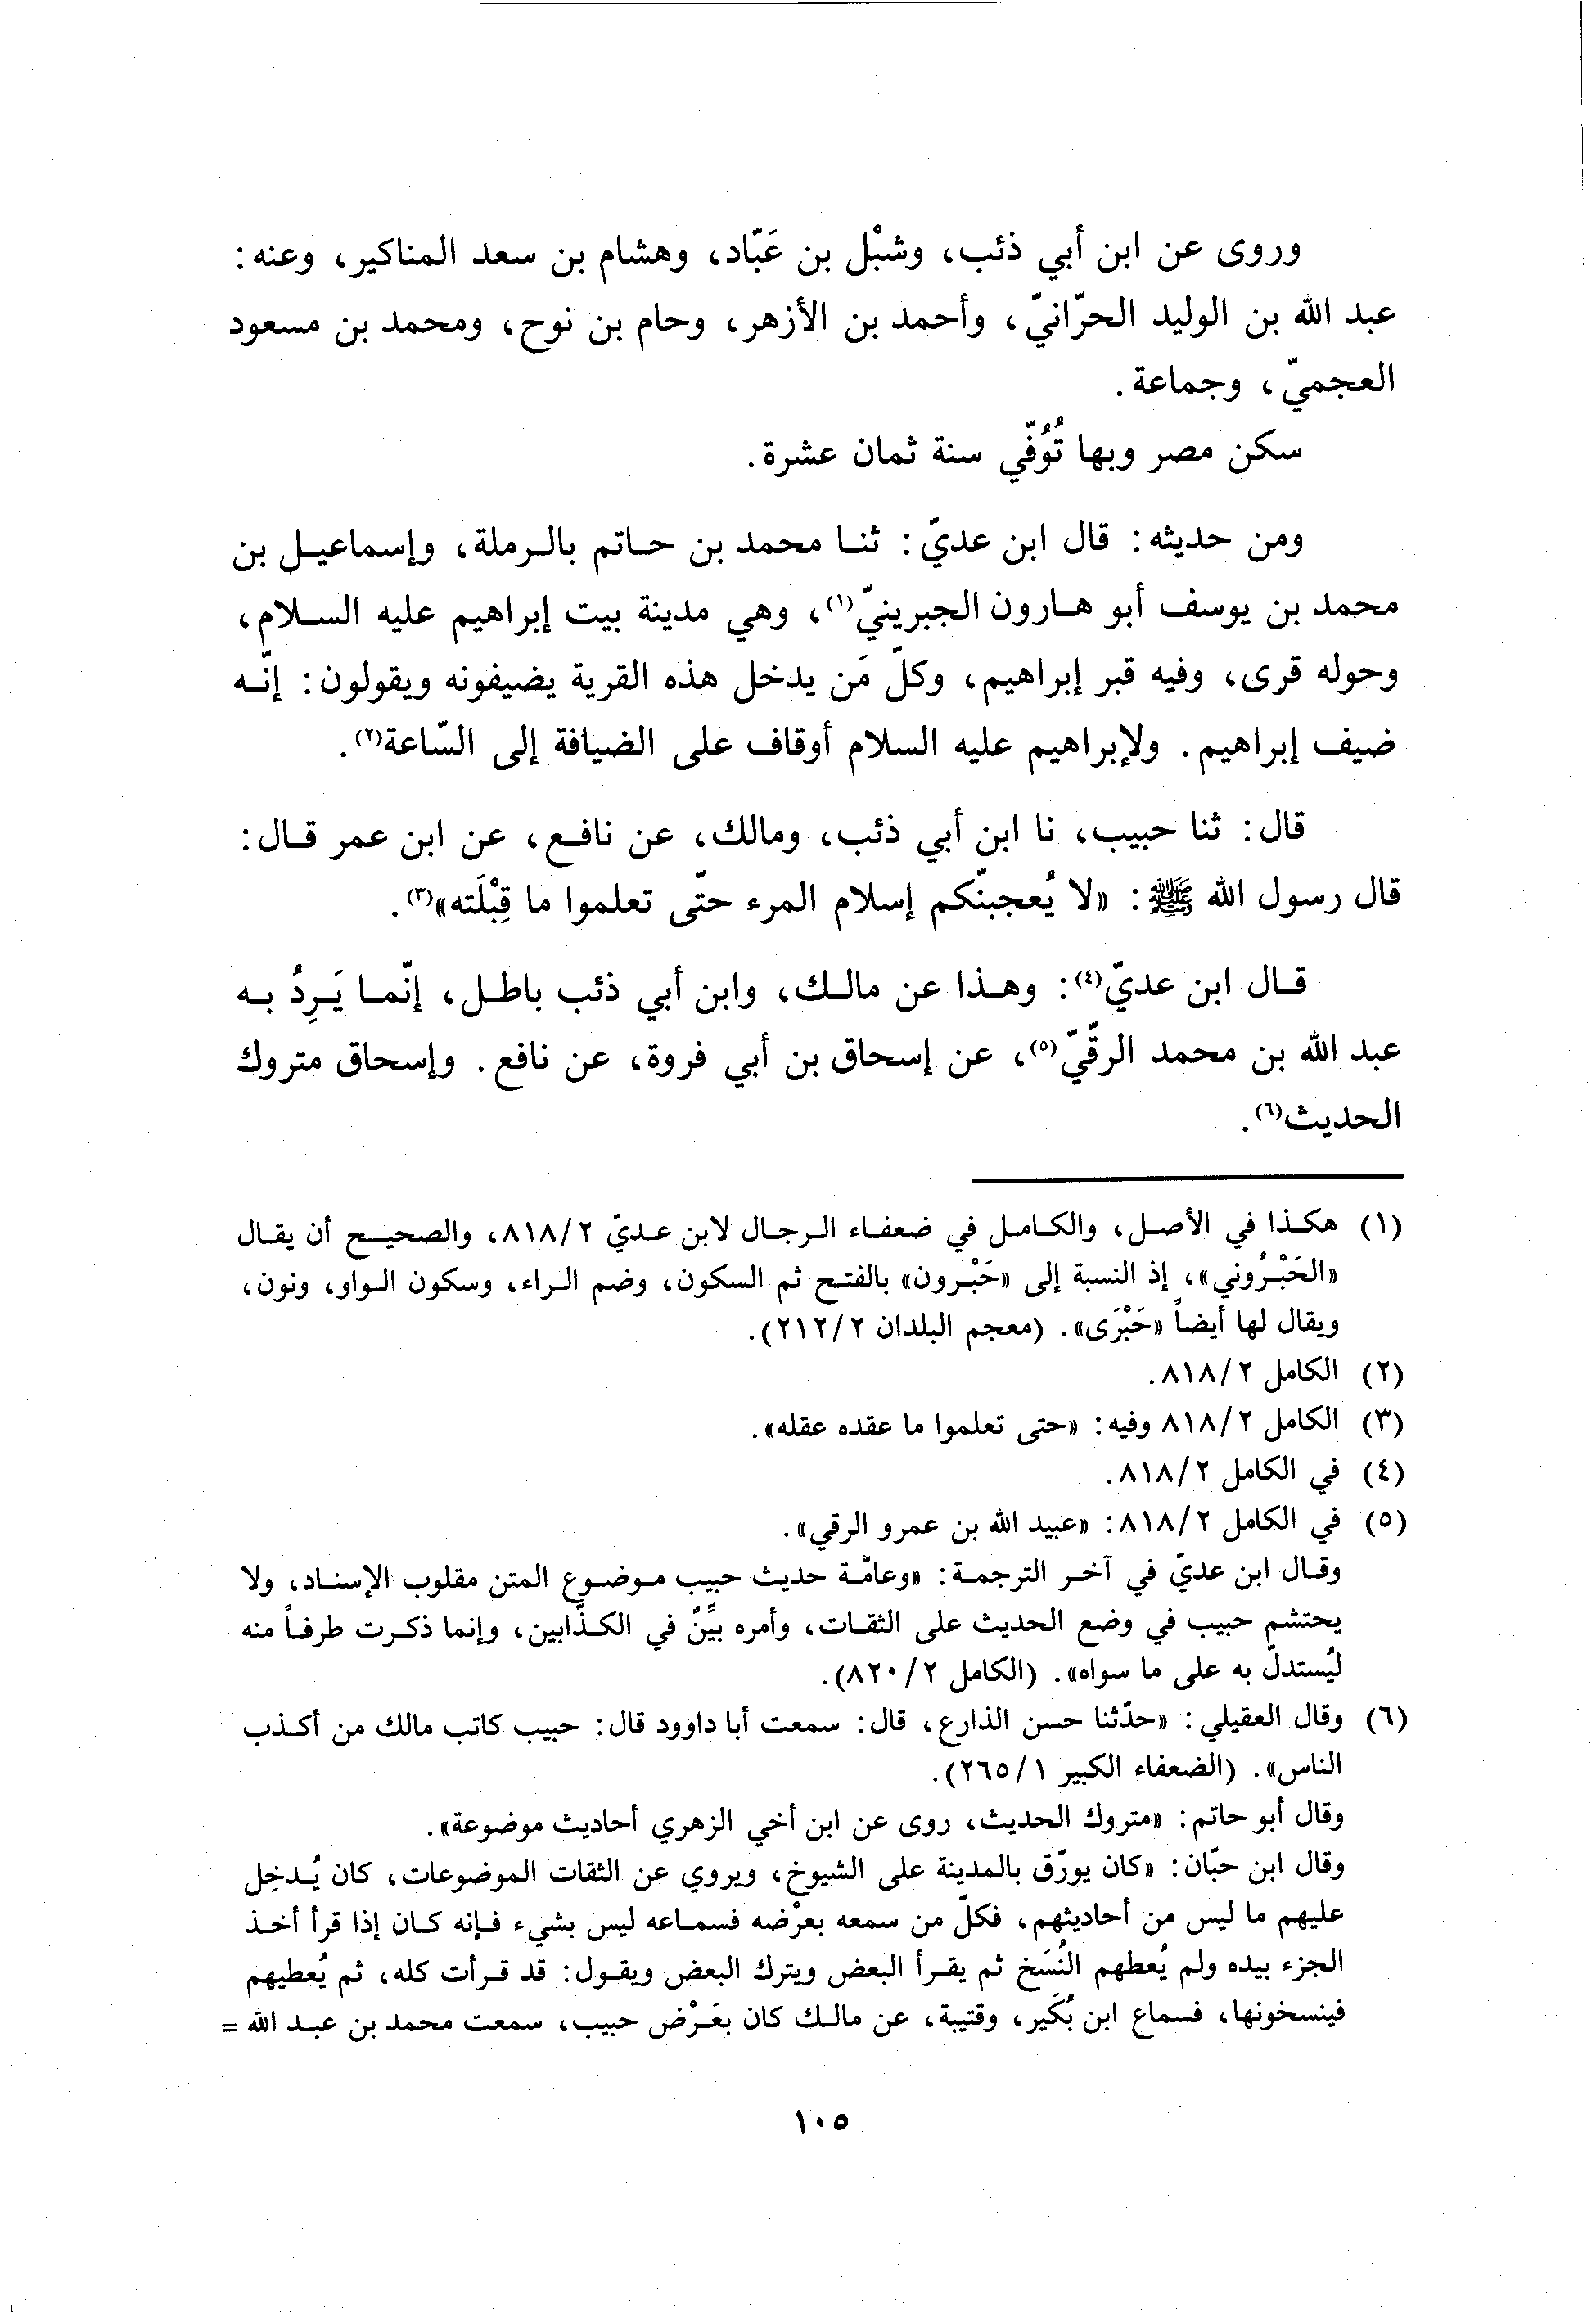 وروى عن ابن أبي ذئب، وشبْل بن عَبّاد، وهشام بن سعد المناكير، وعنه:
عبد الله بن الوليد الحرّانيّ، وأحمد بن الأزهر، وحام بن نوح، ومحمد بن مسعود
العجميّ، وجماعة.
سكن مصر وبها تُوُفّي سنة ثمان عشرة.
ومن حديثه: قال ابن عديّ: ثنا محمد بن حاتم بالرملة، وإسماعيل بن
محمد بن يوسف أبو هارون الجبرينيّ(١)، وهي مدينة بيت إبراهيم عليه السلام،
وحوله قرى، وفيه قبر إبراهيم، وكلّ مَن يدخل هذه القرية يضيفونه ويقولون: إنّه
ضيف إبراهيم. ولإبراهيم عليه السلام أوقاف على الضيافة إلى السّاعة(٢).
قال: ثنا حبيب، نا ابن أبي ذئب، ومالك، عن نافع، عن ابن عمر قال:
قال رسول الله ﷺ: «لا يُعجبنّكم إسلام المرء حتّى تعلموا ما قِبْلَته»(٣).
قال ابن عديّ(٤): وهذا عن مالك، وابن أبي ذئب باطل، إنّما يَرِدُ به
عبد الله بن محمد الرقّيّ(٥)، عن إسحاق بن أبي فروة، عن نافع. وإسحاق متروك
الحديث(٦).
(١) هكذا في الأصل، والكامل في ضعفاء الرجال لابن عديّ ٨١٨/٢، والصحيح أن يقال
«الحَبْرُوني»، إذ النسبة إلى «حَبْرون» بالفتح ثم السكون، وضم الراء، وسكون الواو، ونون،
ويقال لها أيضاً «حَبْرَى». (معجم البلدان ٢١٢/٢).
(٢) الكامل ٨١٨/٢.
(٣) الكامل ٨١٨/٢ وفيه: «حتى تعلموا ما عقده عقله».
(٤) في الكامل ٨١٨/٢.
(٥) في الكامل ٨١٨/٢: «عبيد الله بن عمرو الرقي».
وقال ابن عديّ في آخر الترجمة: «وعامّة حديث حبيب موضوع المتن مقلوب الإسناد، ولا
يحتشم حبيب في وضع الحديث على الثقات، وأمره بيِّنٌ في الكذّابين، وإنما ذكرت طرفاً منه
ليُستدلّ به على ما سواه». (الكامل ٨٢٠/٢).
(٦) وقال العقيلي: «حدّثنا حسن الذارع، قال: سمعت أبا داوود قال: حبيب كاتب مالك من أكذب
الناس». (الضعفاء الكبير ٢٦٥/١).
وقال أبو حاتم: «متروك الحديث، روى عن ابن أخي الزهري أحاديث موضوعة».
وقال ابن حبّان: «كان يورّق بالمدينة على الشيوخ، ويروي عن الثقات الموضوعات، كان يُدخِل
عليهم ما ليس من أحاديثهم، فكلّ من سمعه بعرْضه فسماعه ليس بشيء فإنه كان إذا قرأ أخذ
الجزء بيده ولم يُعطهم النُسَخ ثم يقرأ البعض ويترك البعض ويقول: قد قرأت كله، ثم يُعطيهم
فينسخونها، فسماع ابن بُكَير، وقتيبة، عن مالك كان بعَرْض حبيب، سمعت محمد بن عبد الله =
١٠٥